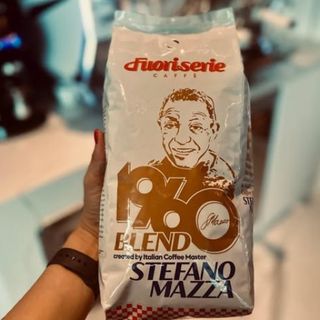 Fuoriserie
CAFFÈ
1960
BLEND
created by Italian Coffee Master
STEFANO
MAZZA